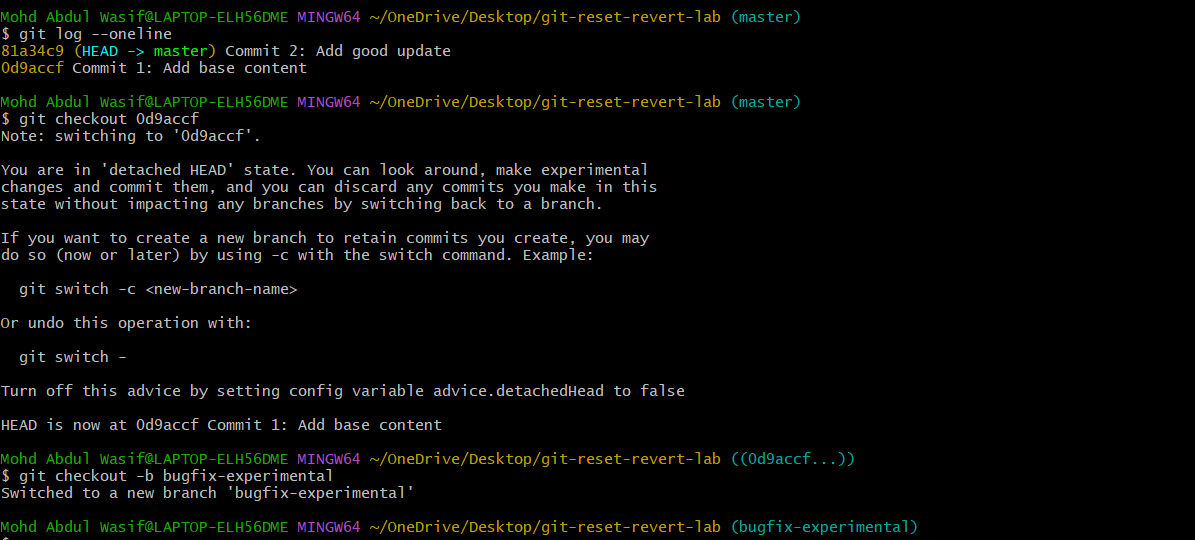 Mohd Abdul Wasif@LAPTOP-ELH56DME MINGW64 ~/OneDrive/Desktop/git-reset-revert-lab (master)
$ git log --oneline
81a34c9 (HEAD -> master) Commit 2: Add good update
0d9accf Commit 1: Add base content
Mohd Abdul Wasif@LAPTOP-ELH56DME MINGW64 ~/OneDrive/Desktop/git-reset-revert-lab (master)
$ git checkout 0d9accf
Note: switching to '0d9accf'.
You are in 'detached HEAD' state. You can look around, make experimental
changes and commit them, and you can discard any commits you make in this
state without impacting any branches by switching back to a branch.
If you want to create a new branch to retain commits you create, you may
do so (now or later) by using -c with the switch command. Example:
git switch -c <new-branch-name>
Or undo this operation with:
git switch -
Turn off this advice by setting config variable advice.detachedHead to false
HEAD is now at 0d9accf Commit 1: Add base content
Mohd Abdul Wasif@LAPTOP-ELH56DME MINGW64 ~/OneDrive/Desktop/git-reset-revert-lab ((0d9accf...))
$ git checkout -b bugfix-experimental
Switched to a new branch 'bugfix-experimental'
Mohd Abdul Wasif@LAPTOP-ELH56DME MINGW64 ~/OneDrive/Desktop/git-reset-revert-lab (bugfix-experimental)
$